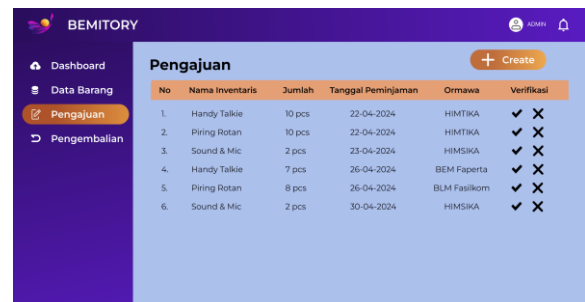 BEMITORY
ADMIN
Dashboard
Data Barang
Pengajuan
Pengembalian
Pengajuan
Create
No Nama Inventaris Jumlah Tanggal Peminjaman Ormawa Verifikasi
1. Handy Talkie 10 pcs 22-04-2024 HIMTIKA
2. Piring Rotan 10 pcs 22-04-2024 HIMTIKA
3. Sound & Mic 2 pcs 23-04-2024 HIMSIKA
4. Handy Talkie 7 pcs 26-04-2024 BEM Faperta
5. Piring Rotan 8 pcs 26-04-2024 BLM Fasilkom
6. Sound & Mic 2 pcs 30-04-2024 HIMSIKA